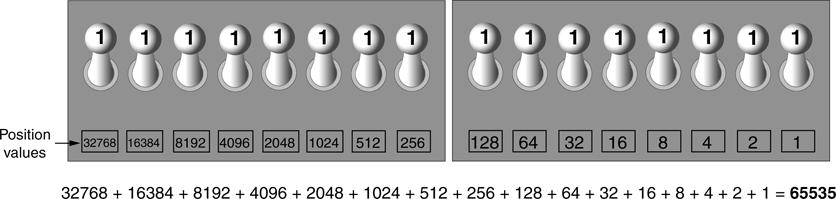 1 1 1 1 1 1 1 1 1 1 1 1 1 1 1 1
Position
values
32768 16384 8192 4096 2048 1024 512 256 128 64 32 16 8 4 2 1
32768 + 16384 + 8192 + 4096 + 2048 + 1024 + 512 + 256 + 128 + 64 + 32 + 16 + 8 + 4 + 2 + 1 = 65535